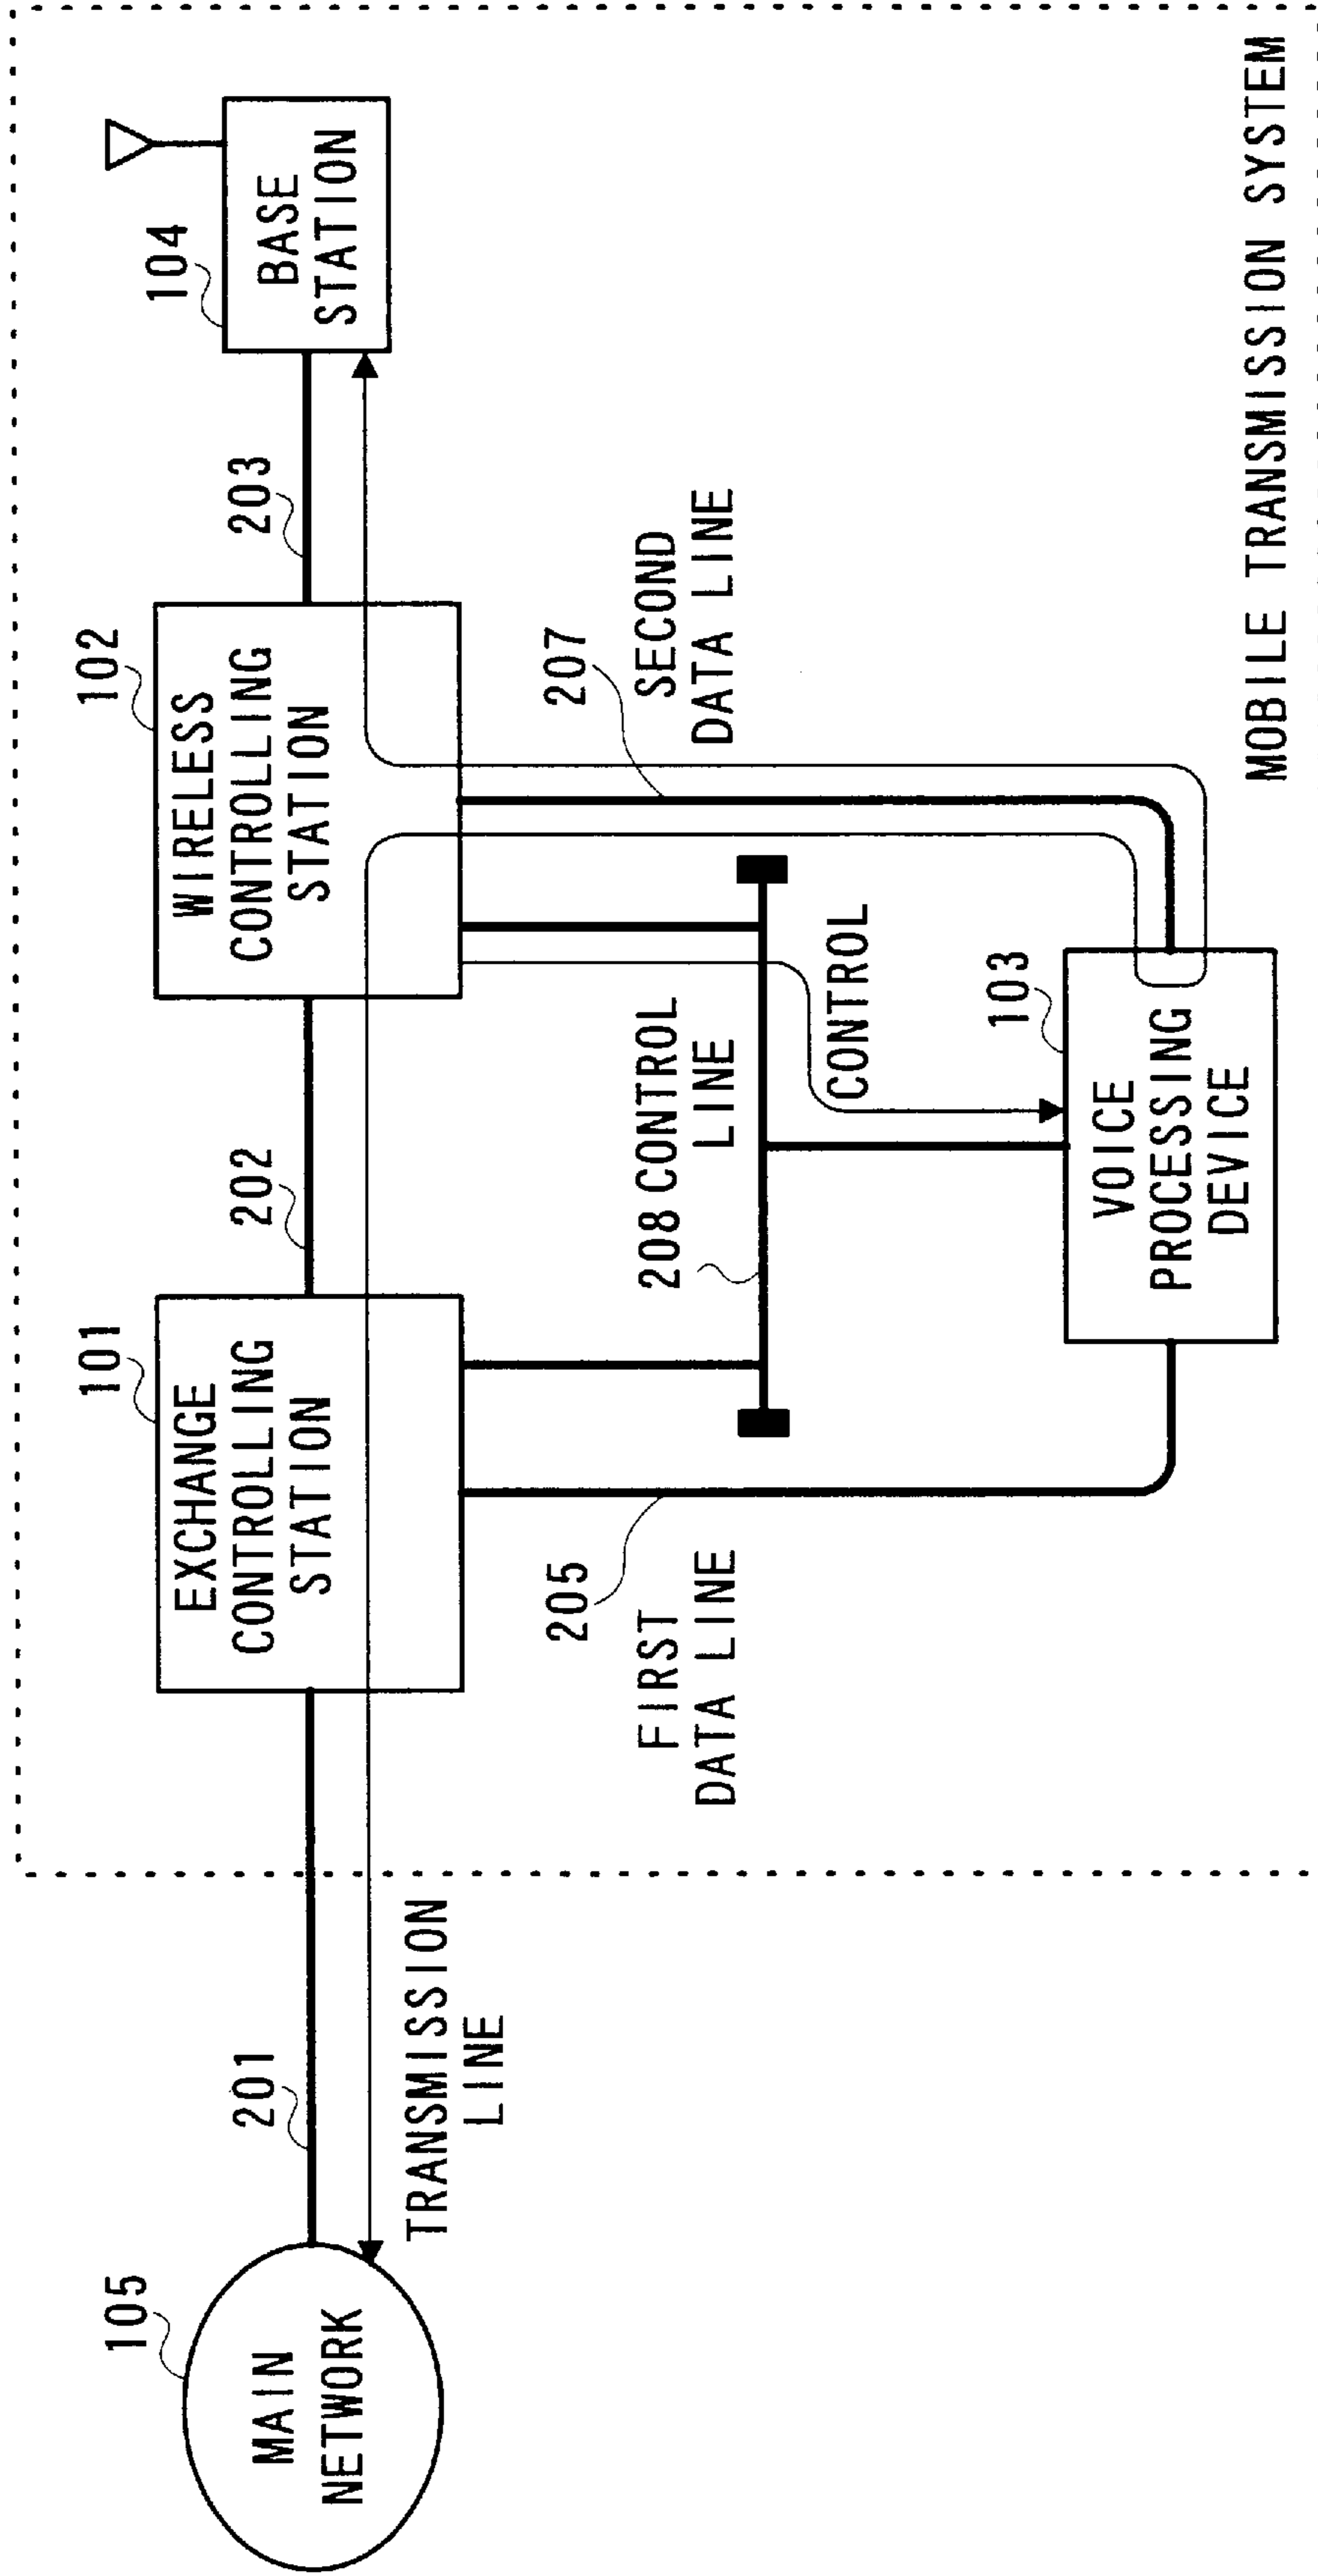 105
MAIN
NETWORK
201
TRANSMISSION
LINE
101
EXCHANGE
CONTROLLING
STATION
202
102
WIRELESS
CONTROLLING
STATION
203
104
BASE
STATION
205
FIRST
DATA LINE
208 CONTROL
LINE
CONTROL
207
SECOND
DATA LINE
103
VOICE
PROCESSING
DEVICE
MOBILE TRANSMISSION SYSTEM